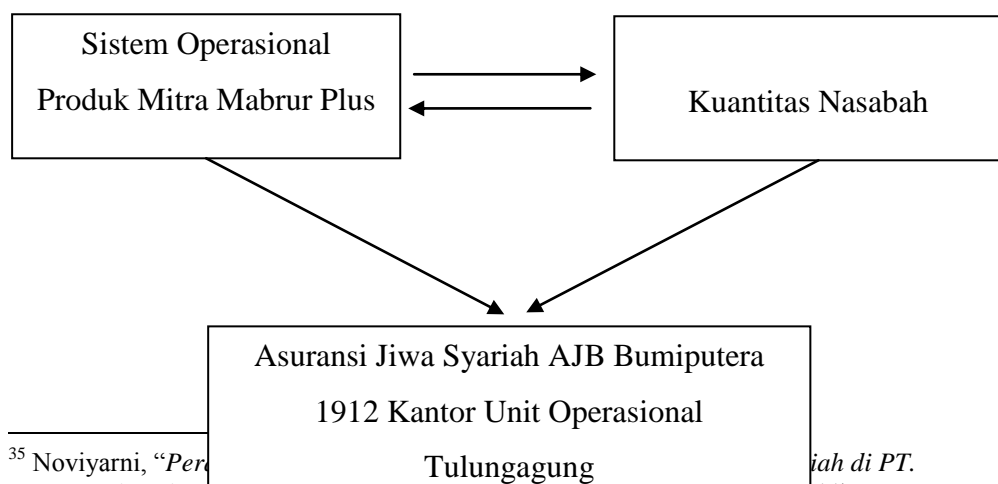 Sistem Operasional
Produk Mitra Mabrur Plus
Kuantitas Nasabah
Asuransi Jiwa Syariah AJB Bumiputera
1912 Kantor Unit Operasional
Tulungagung
35 Noviyarni, “Per iah di PT.